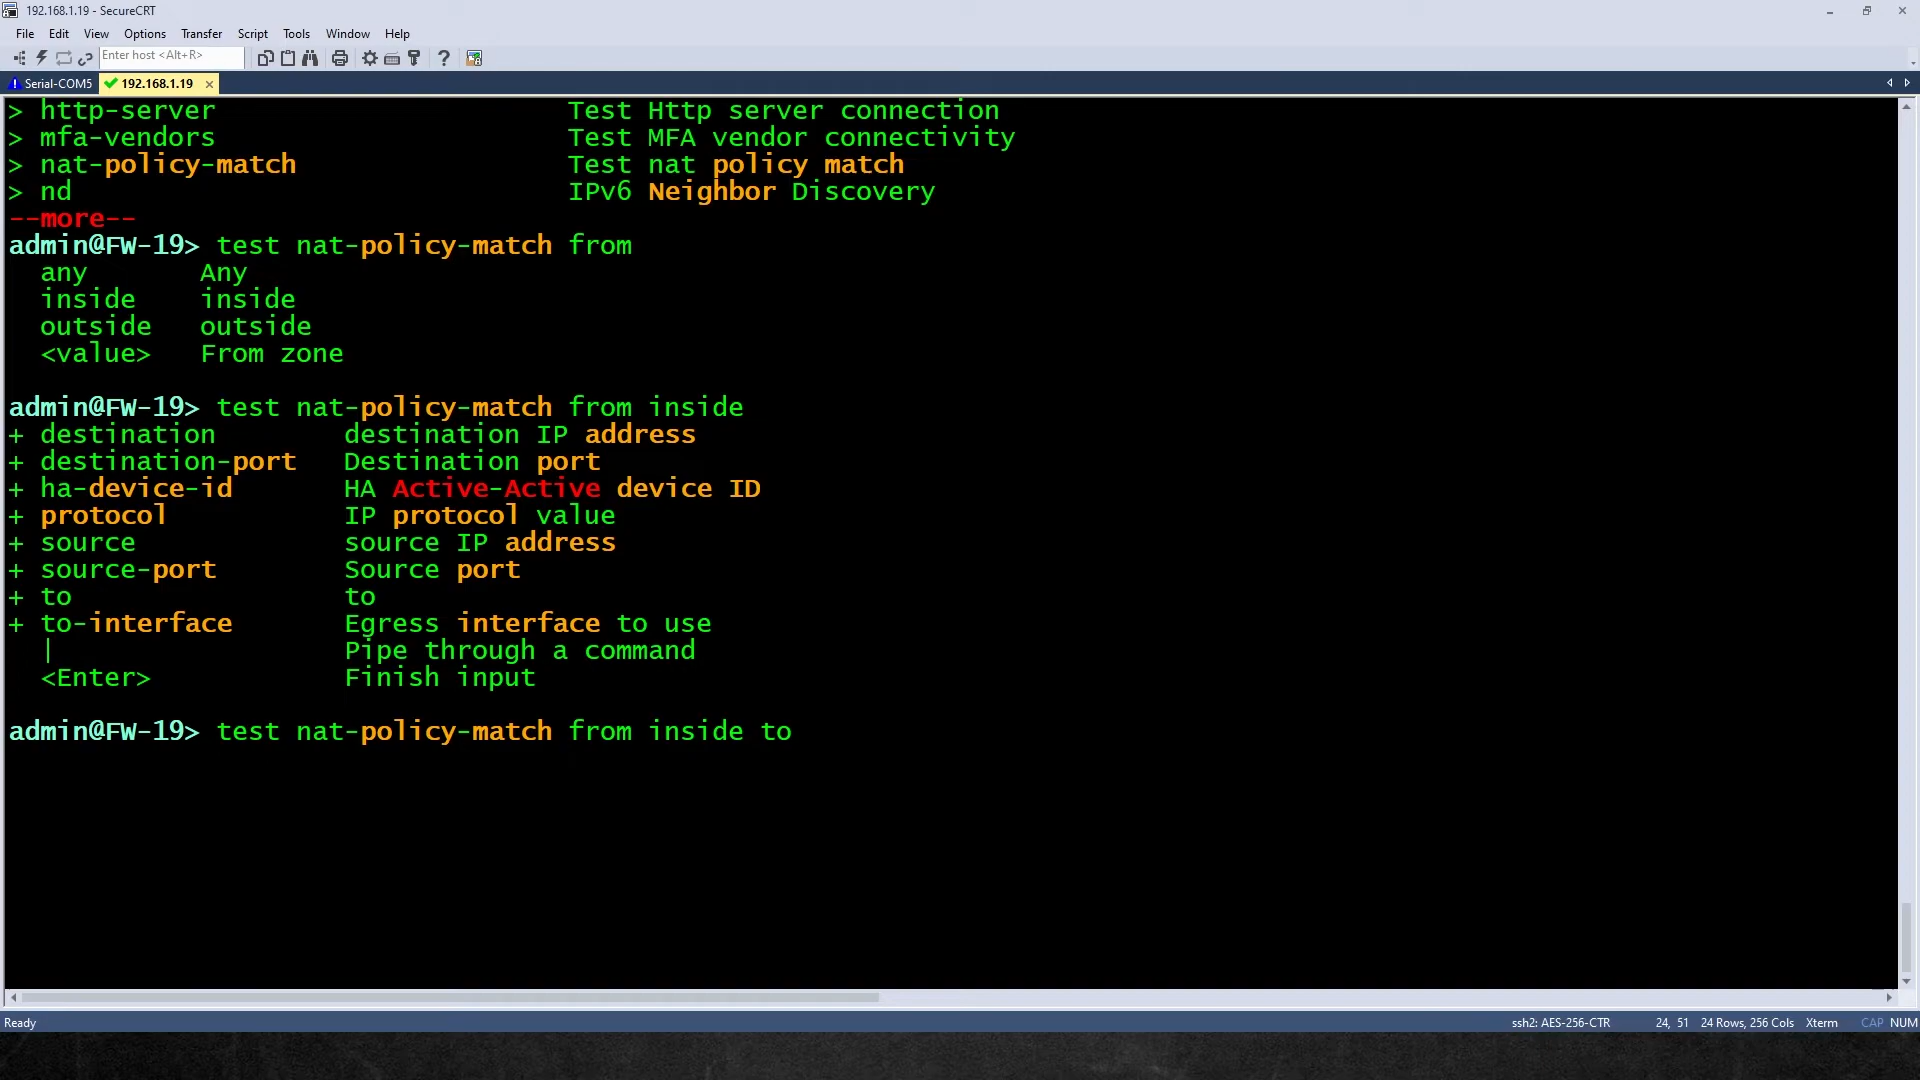 192.168.1.19 - SecureCRT
File Edit View Options Transfer Script Tools Window Help
Enter host <Alt+R>
Serial-COM5 192.168.1.19
> http-server Test Http server connection
> mfa-vendors Test MFA vendor connectivity
> nat-policy-match Test nat policy match
> nd IPv6 Neighbor Discovery
--more--
admin@FW-19> test nat-policy-match from
any Any
inside inside
outside outside
<value> From zone
admin@FW-19> test nat-policy-match from inside
+ destination destination IP address
+ destination-port Destination port
+ ha-device-id HA Active-Active device ID
+ protocol IP protocol value
+ source source IP address
+ source-port Source port
+ to to
+ to-interface Egress interface to use
| Pipe through a command
<Enter> Finish input
admin@FW-19> test nat-policy-match from inside to
Ready ssh2: AES-256-CTR 24, 51 24 Rows, 256 Cols Xterm CAP NUM